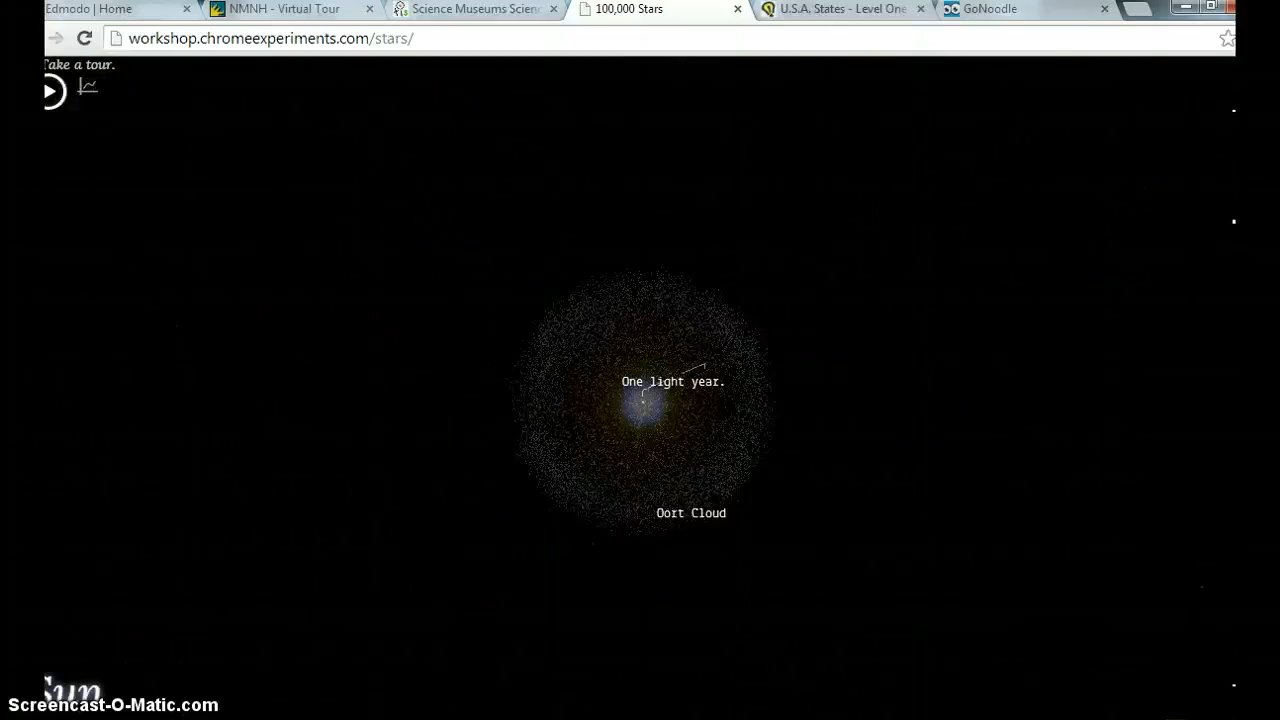 Edmodo | Home
NMNH - Virtual Tour
Science Museums Scienc
100,000 Stars
U.S.A. States - Level One
GoNoodle
workshop.chromeexperiments.com/stars/
Take a tour.
One light year.
Oort Cloud
Sun
Screencast-O-Matic.com